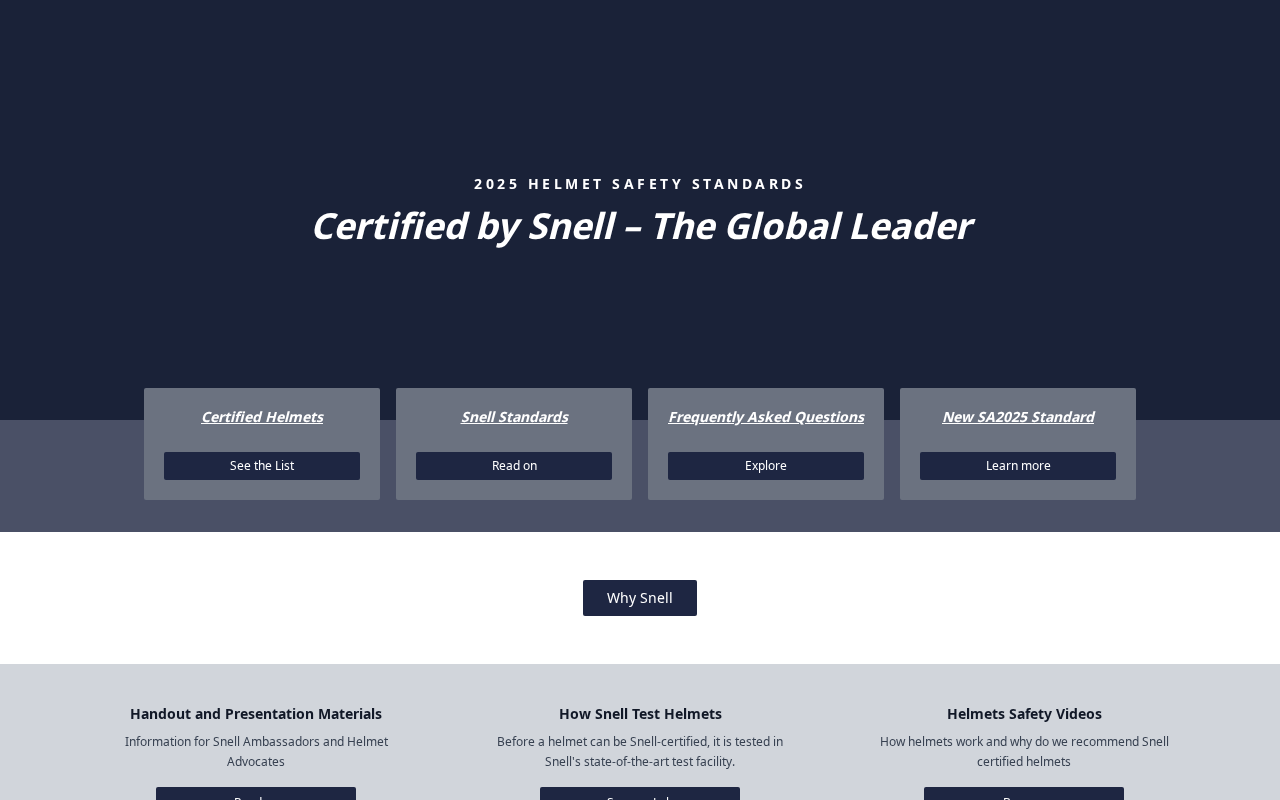 2025 HELMET SAFETY STANDARDS
Certified by Snell – The Global Leader
Certified Helmets
See the List
Snell Standards
Read on
Frequently Asked Questions
Explore
New SA2025 Standard
Learn more
Why Snell
Handout and Presentation Materials
Information for Snell Ambassadors and Helmet
Advocates
How Snell Test Helmets
Before a helmet can be Snell-certified, it is tested in
Snell's state-of-the-art test facility.
Helmets Safety Videos
How helmets work and why do we recommend Snell
certified helmets